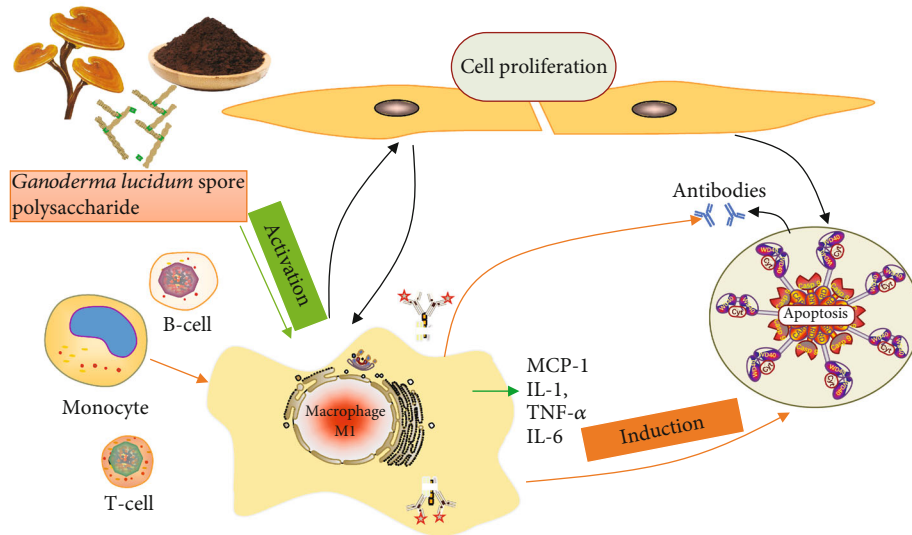 Cell proliferation
Ganoderma lucidum spore
polysaccharide
Activation
Antibodies
B-cell
Monocyte
T-cell
Macrophage
M1
MCP-1
IL-1,
TNF-α
IL-6
Induction
Apoptosis